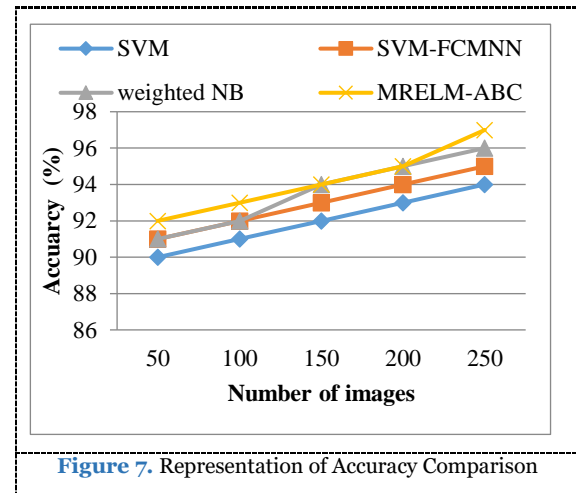 SVM SVM-FCMNN
weighted NB MRELM-ABC
98
96
94
92
90
88
86
Accuarcy (%)
50 100 150 200 250
Number of images
Figure 7. Representation of Accuracy Comparison